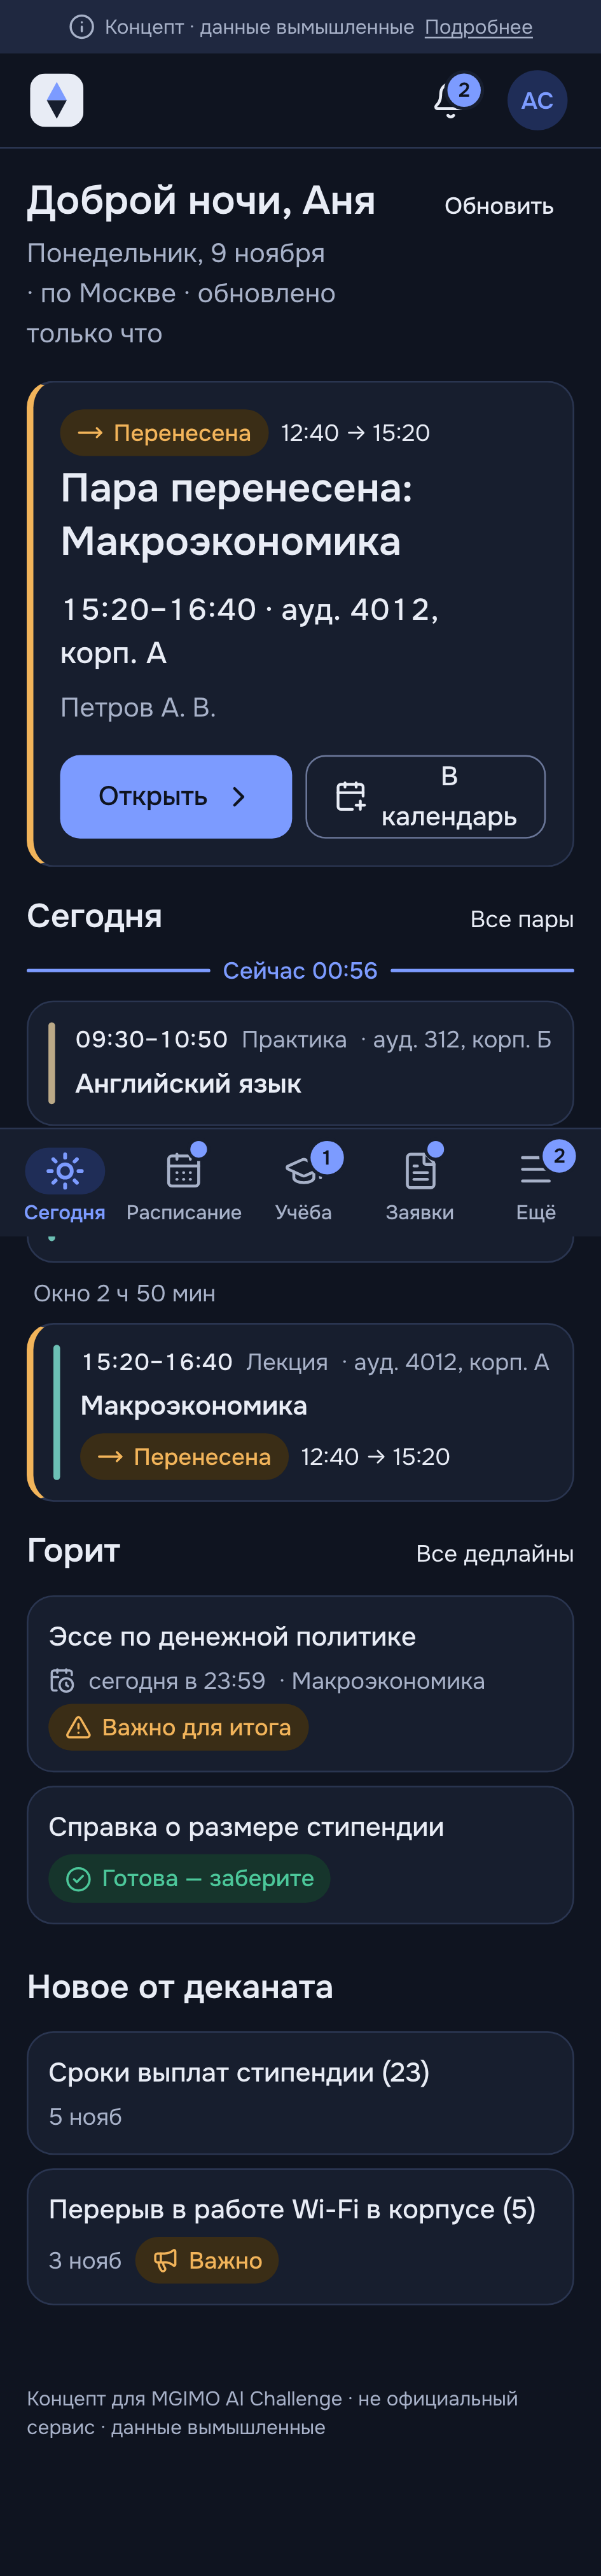 Концепт · данные вымышленные Подробнее
2
АС
Доброй ночи, Аня
Обновить
Понедельник, 9 ноября
· по Москве · обновлено
только что
Перенесена 12:40 → 15:20
Пара перенесена:
Макроэкономика
15:20–16:40 · ауд. 4012,
корп. А
Петров А. В.
Открыть
В
календарь
Сегодня
Все пары
Сейчас 00:56
09:30–10:50 Практика · ауд. 312, корп. Б
Английский язык
1
2
Сегодня Расписание Учёба Заявки Ещё
Окно 2 ч 50 мин
15:20–16:40 Лекция · ауд. 4012, корп. А
Макроэкономика
Перенесена 12:40 → 15:20
Горит
Все дедлайны
Эссе по денежной политике
сегодня в 23:59 · Макроэкономика
Важно для итога
Справка о размере стипендии
Готова — заберите
Новое от деканата
Сроки выплат стипендии (23)
5 нояб
Перерыв в работе Wi-Fi в корпусе (5)
3 нояб Важно
Концепт для MGIMO AI Challenge · не официальный
сервис · данные вымышленные